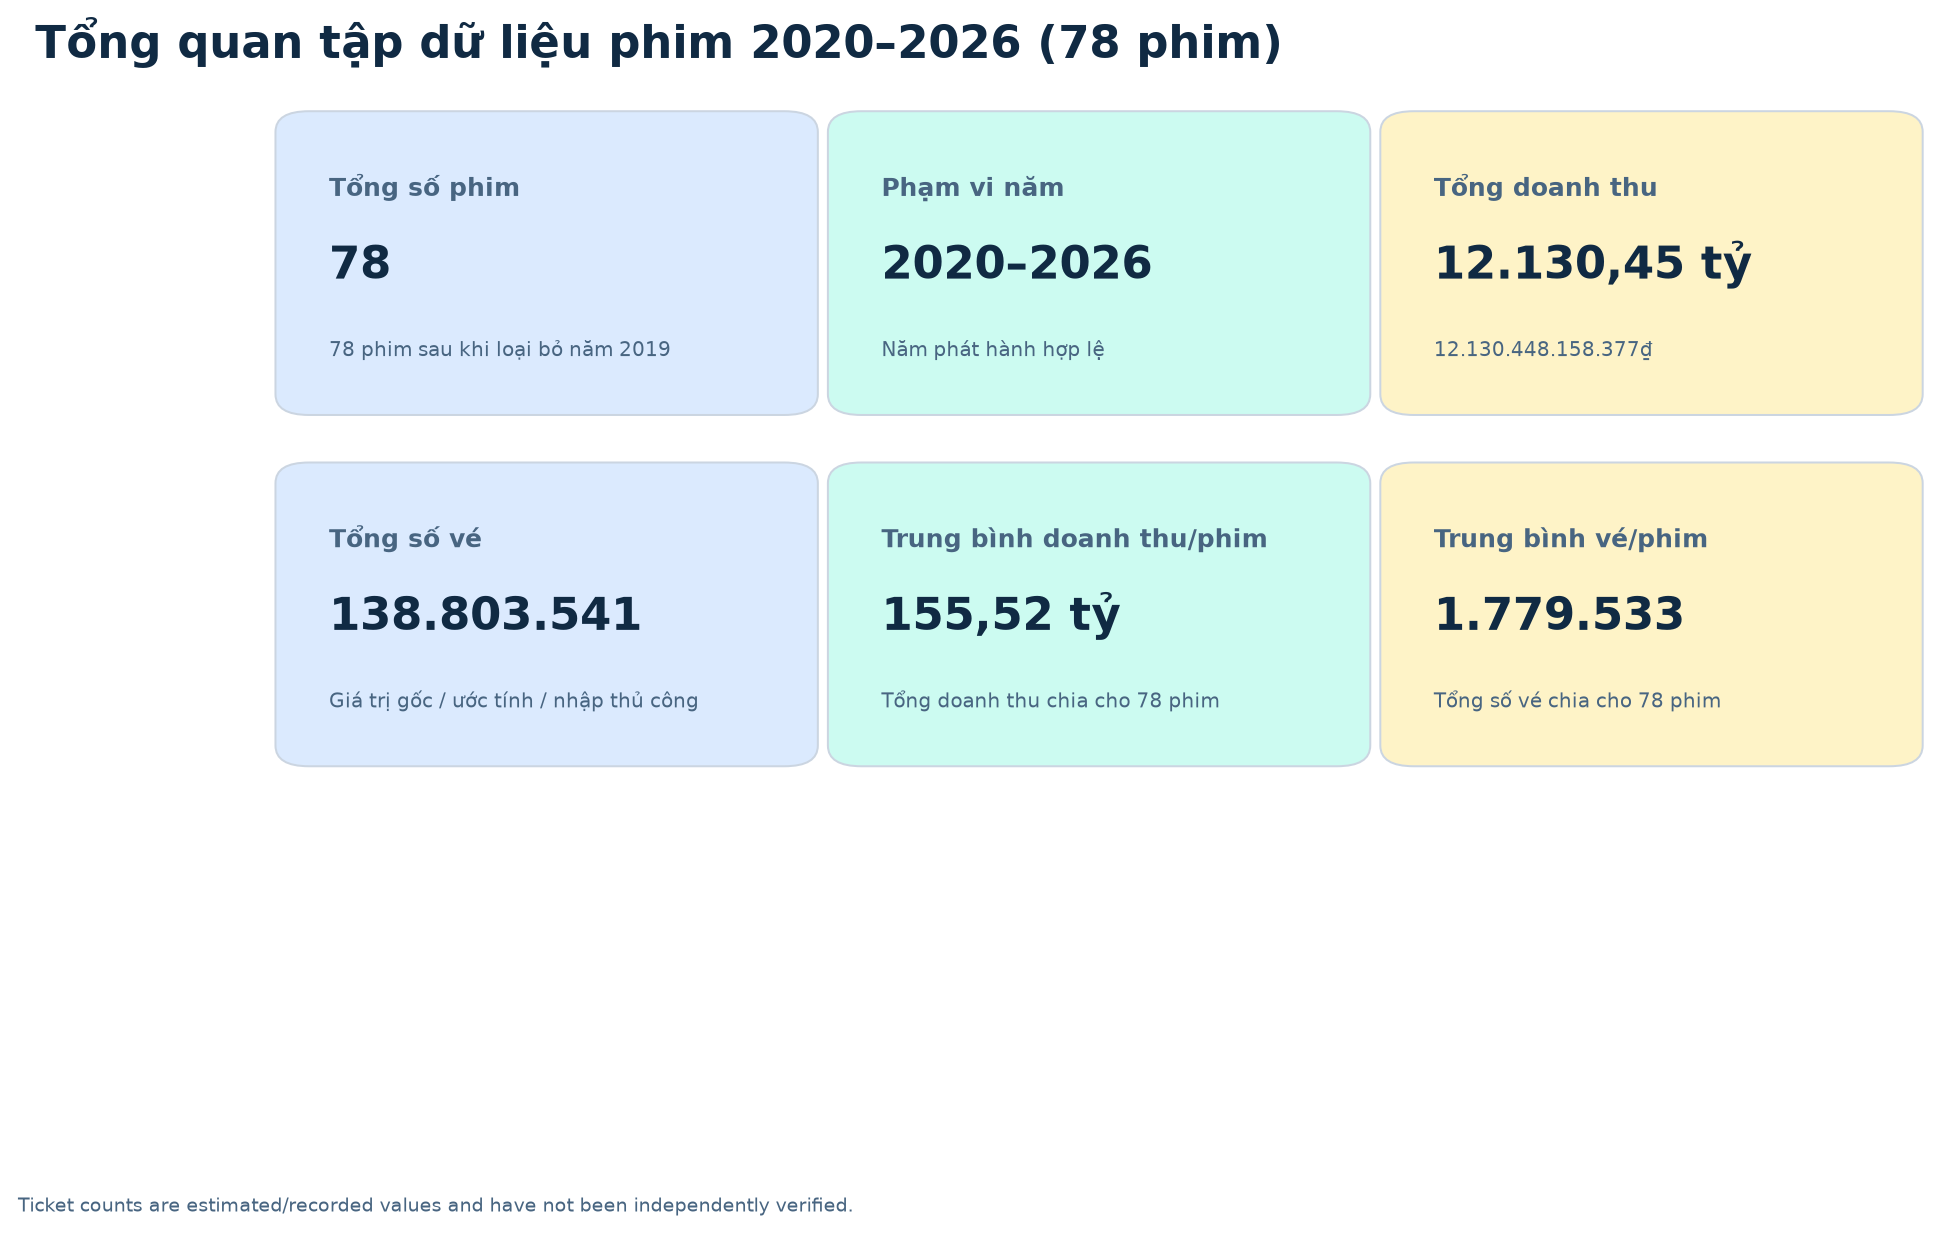 Tổng quan tập dữ liệu phim 2020–2026 (78 phim)
Tổng số phim
78
78 phim sau khi loại bỏ năm 2019
Phạm vi năm
2020–2026
Năm phát hành hợp lệ
Tổng doanh thu
12.130,45 tỷ
12.130.448.158.377₫
Tổng số vé
138.803.541
Giá trị gốc / ước tính / nhập thủ công
Trung bình doanh thu/phim
155,52 tỷ
Tổng doanh thu chia cho 78 phim
Trung bình vé/phim
1.779.533
Tổng số vé chia cho 78 phim
Ticket counts are estimated/recorded values and have not been independently verified.